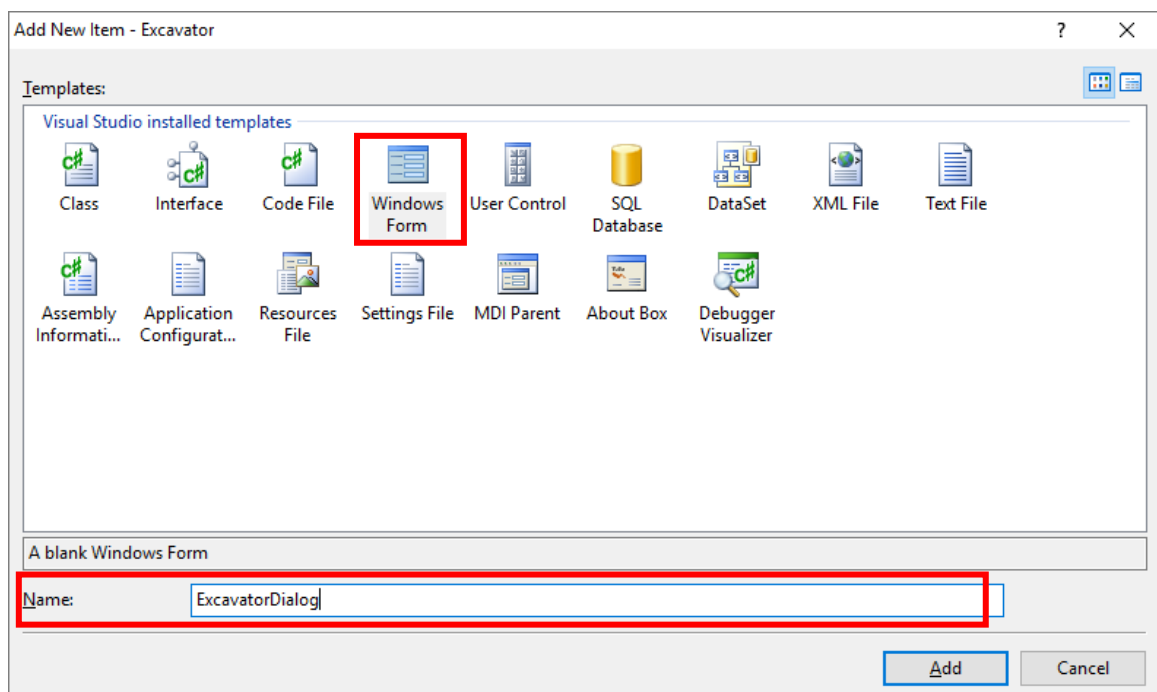 Add New Item - Excavator
?
Templates:
Visual Studio installed templates
Class
Interface
Code File
Windows
Form
User Control
SQL
Database
DataSet
XML File
Text File
Assembly
Informati...
Application
Configurat...
Resources
File
Settings File
MDI Parent
About Box
Debugger
Visualizer
A blank Windows Form
Name:
ExcavatorDialog
Add
Cancel